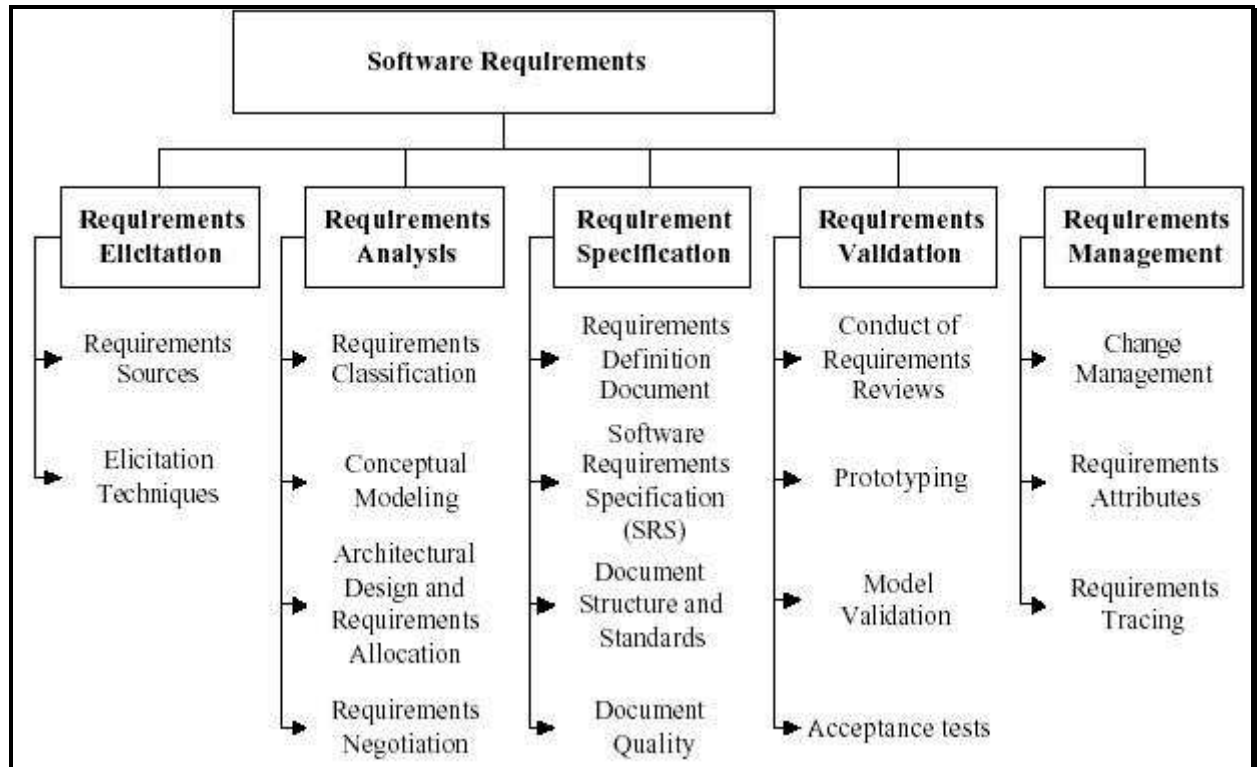 Software Requirements
Requirements
Elicitation
Requirements
Analysis
Requirement
Specification
Requirements
Validation
Requirements
Management
Requirements
Sources
Elicitation
Techniques
Requirements
Classification
Conceptual
Modeling
Architectural
Design and
Requirements
Allocation
Requirements
Negotiation
Requirements
Definition
Document
Software
Requirements
Specification
(SRS)
Document
Structure and
Standards
Document
Quality
Conduct of
Requirements
Reviews
Prototyping
Model
Validation
Acceptance tests
Change
Management
Requirements
Attributes
Requirements
Tracing